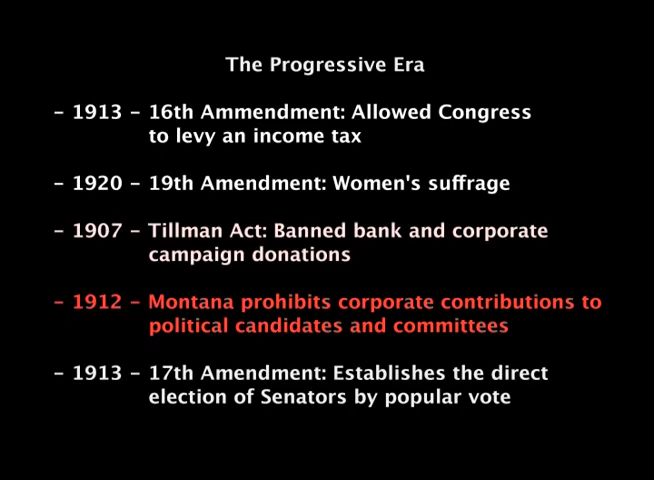 The Progressive Era
– 1913 – 16th Ammendment: Allowed Congress
to levy an income tax
– 1920 – 19th Amendment: Women's suffrage
– 1907 – Tillman Act: Banned bank and corporate
campaign donations
– 1912 – Montana prohibits corporate contributions to
political candidates and committees
– 1913 – 17th Amendment: Establishes the direct
election of Senators by popular vote